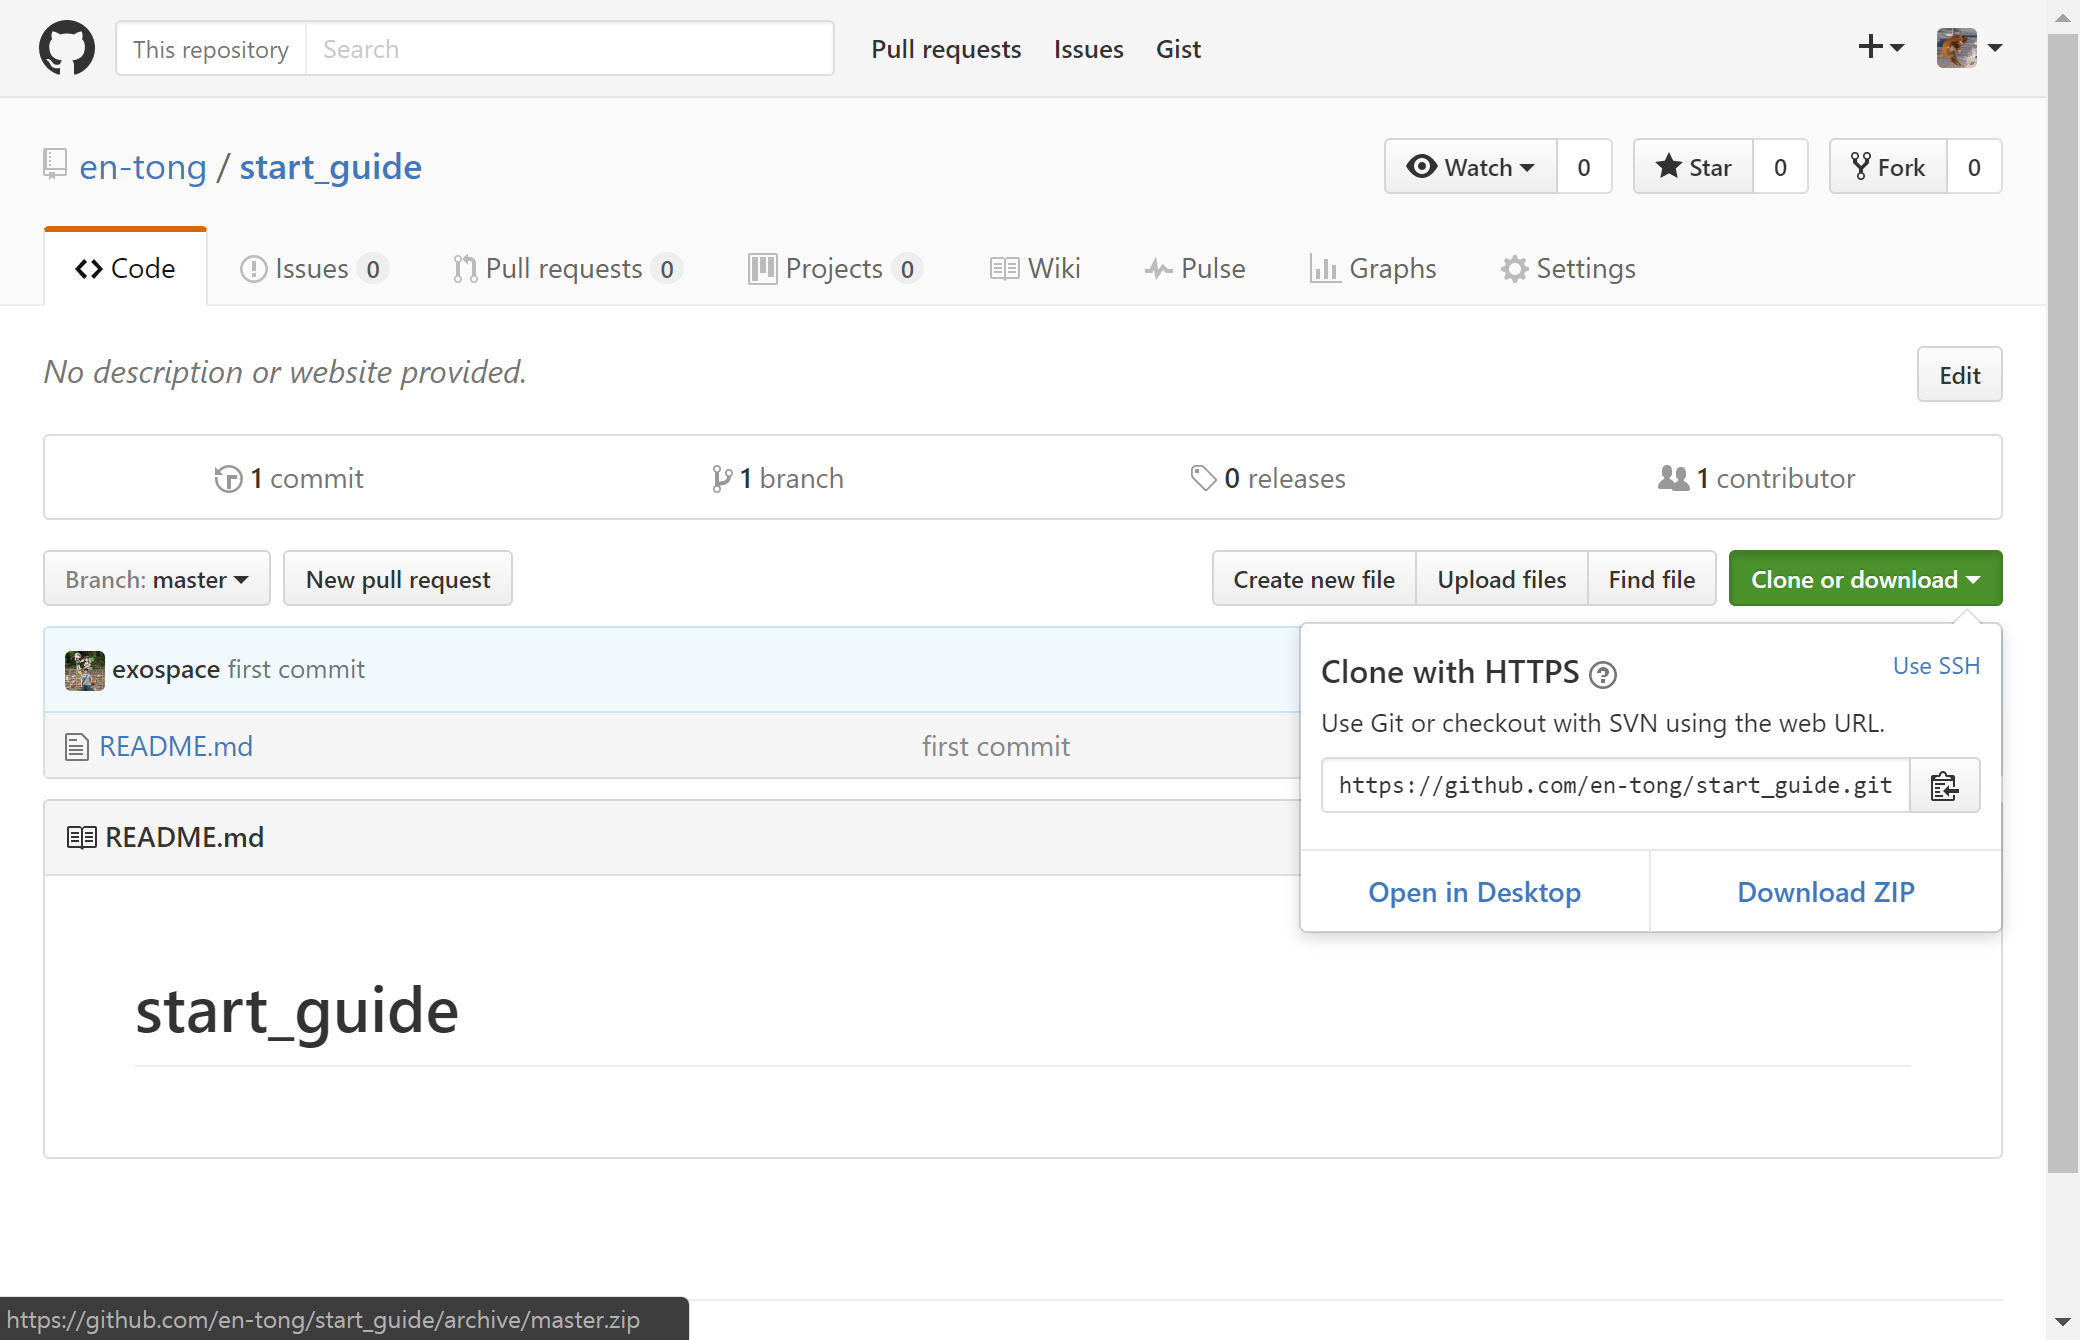 This repository Search Pull requests Issues Gist
en-tong / start_guide Watch 0 Star 0 Fork 0
Code Issues 0 Pull requests 0 Projects 0 Wiki Pulse Graphs Settings
No description or website provided. Edit
1 commit 1 branch 0 releases 1 contributor
Branch: master New pull request Create new file Upload files Find file Clone or download
exospace first commit
README.md first commit
README.md
Clone with HTTPS ? Use SSH
Use Git or checkout with SVN using the web URL.
https://github.com/en-tong/start_guide.git
Open in Desktop Download ZIP
start_guide
https://github.com/en-tong/start_guide/archive/master.zip